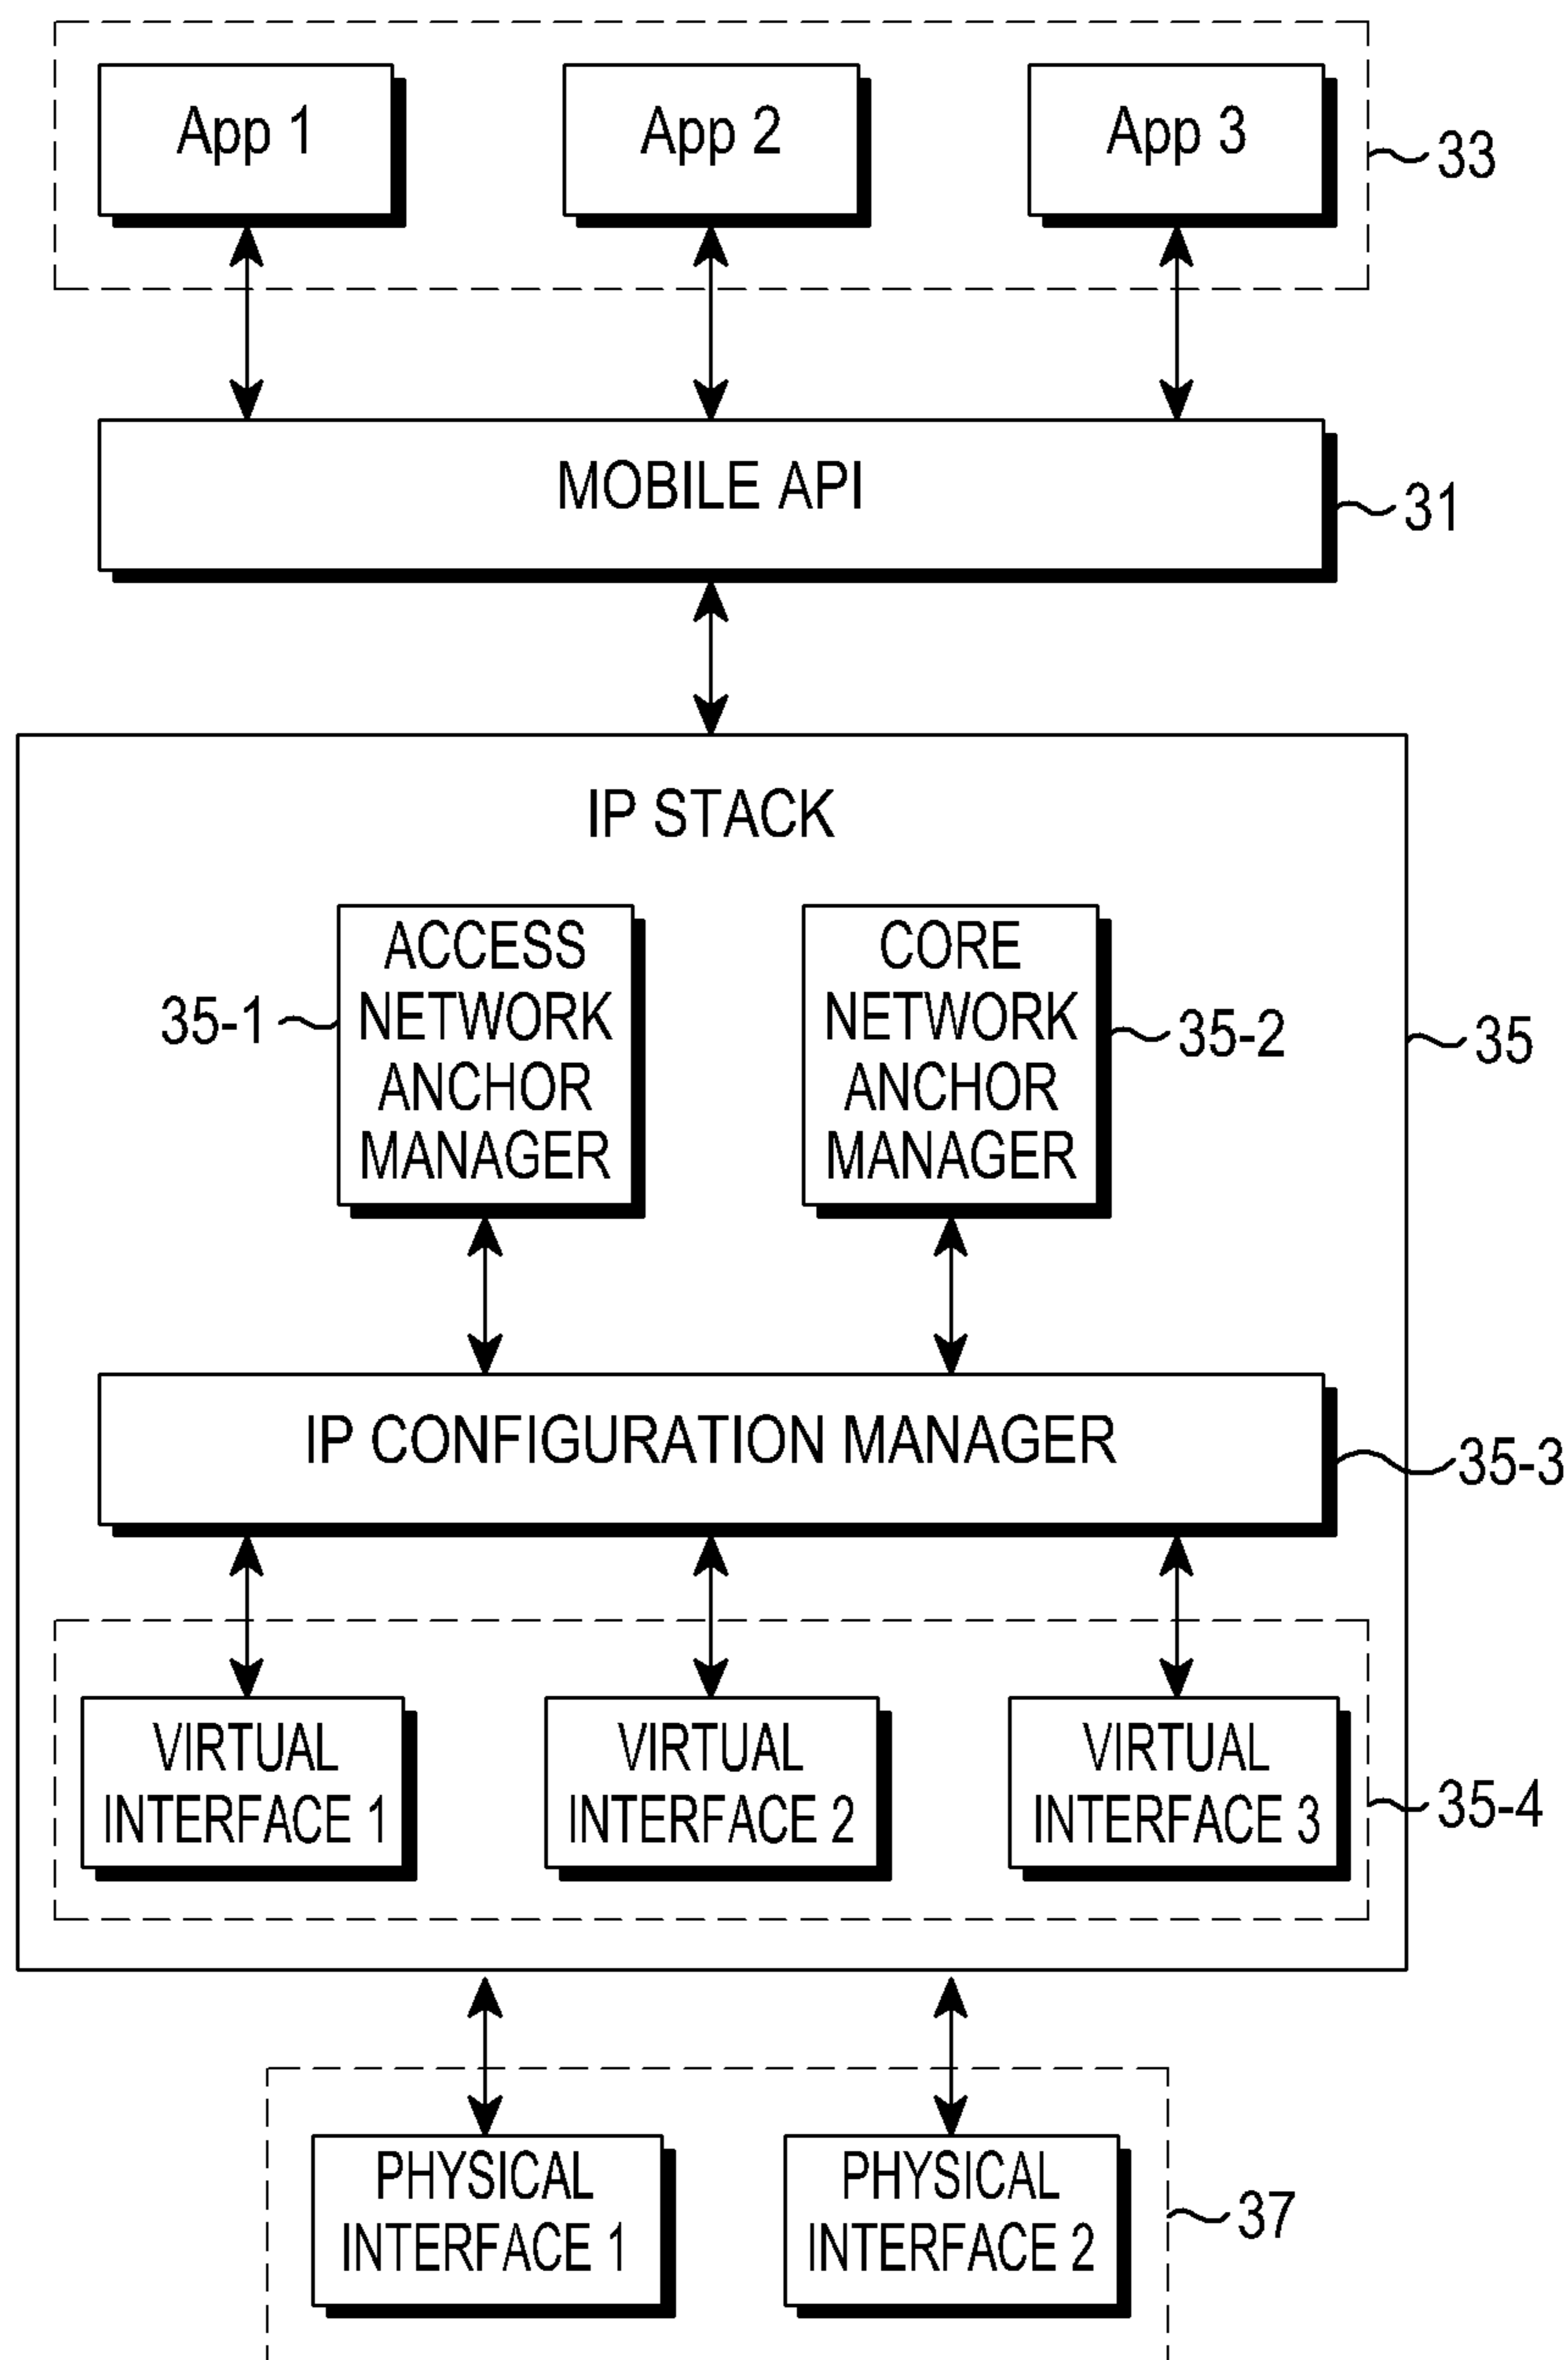 App 1
App 2
App 3
33
MOBILE API
31
IP STACK
ACCESS
NETWORK
ANCHOR
MANAGER
35-1
CORE
NETWORK
ANCHOR
MANAGER
35-2
35
IP CONFIGURATION MANAGER
35-3
VIRTUAL
INTERFACE 1
VIRTUAL
INTERFACE 2
VIRTUAL
INTERFACE 3
35-4
PHYSICAL
INTERFACE 1
PHYSICAL
INTERFACE 2
37